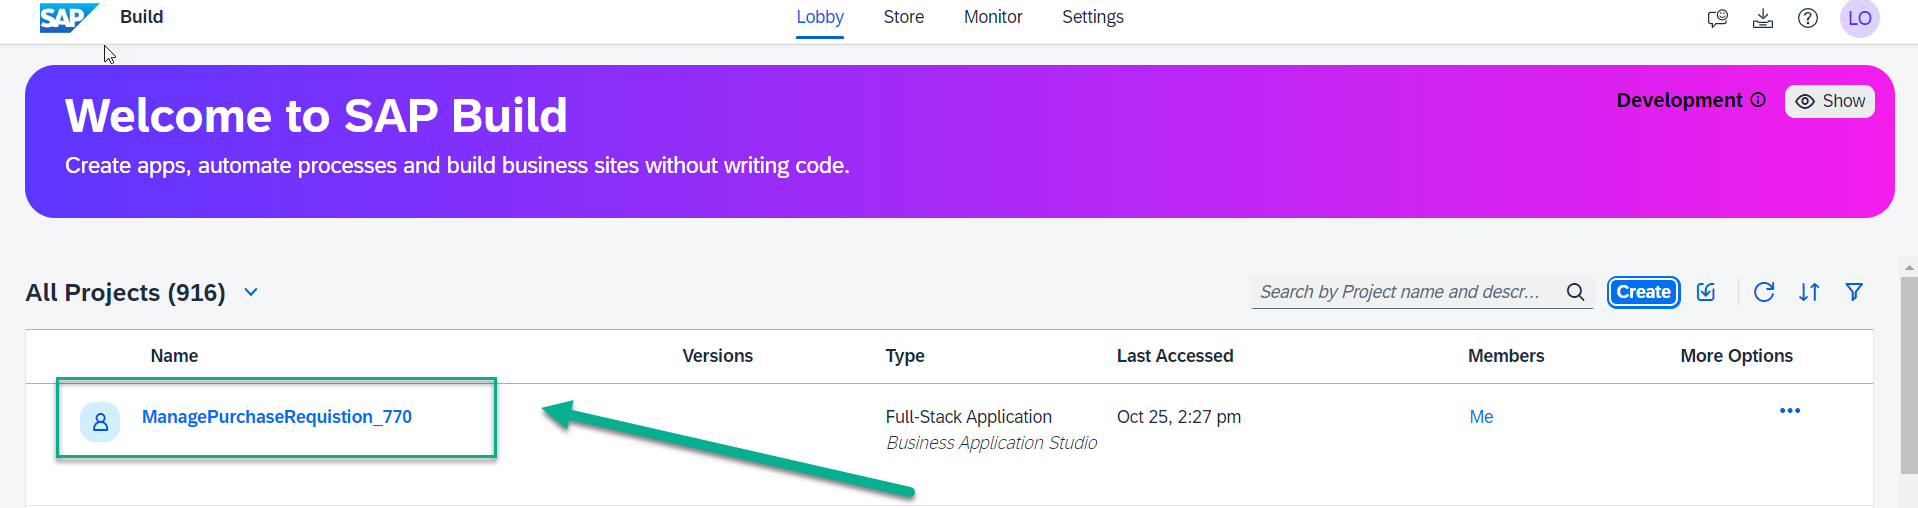 SAP Build Lobby Store Monitor Settings LO
Welcome to SAP Build
Development Show
Create apps, automate processes and build business sites without writing code.
All Projects (916) Search by Project name and descr... Create
Name Versions Type Last Accessed Members More Options
ManagePurchaseRequistion_770 Full-Stack Application Oct 25, 2:27 pm Me
Business Application Studio